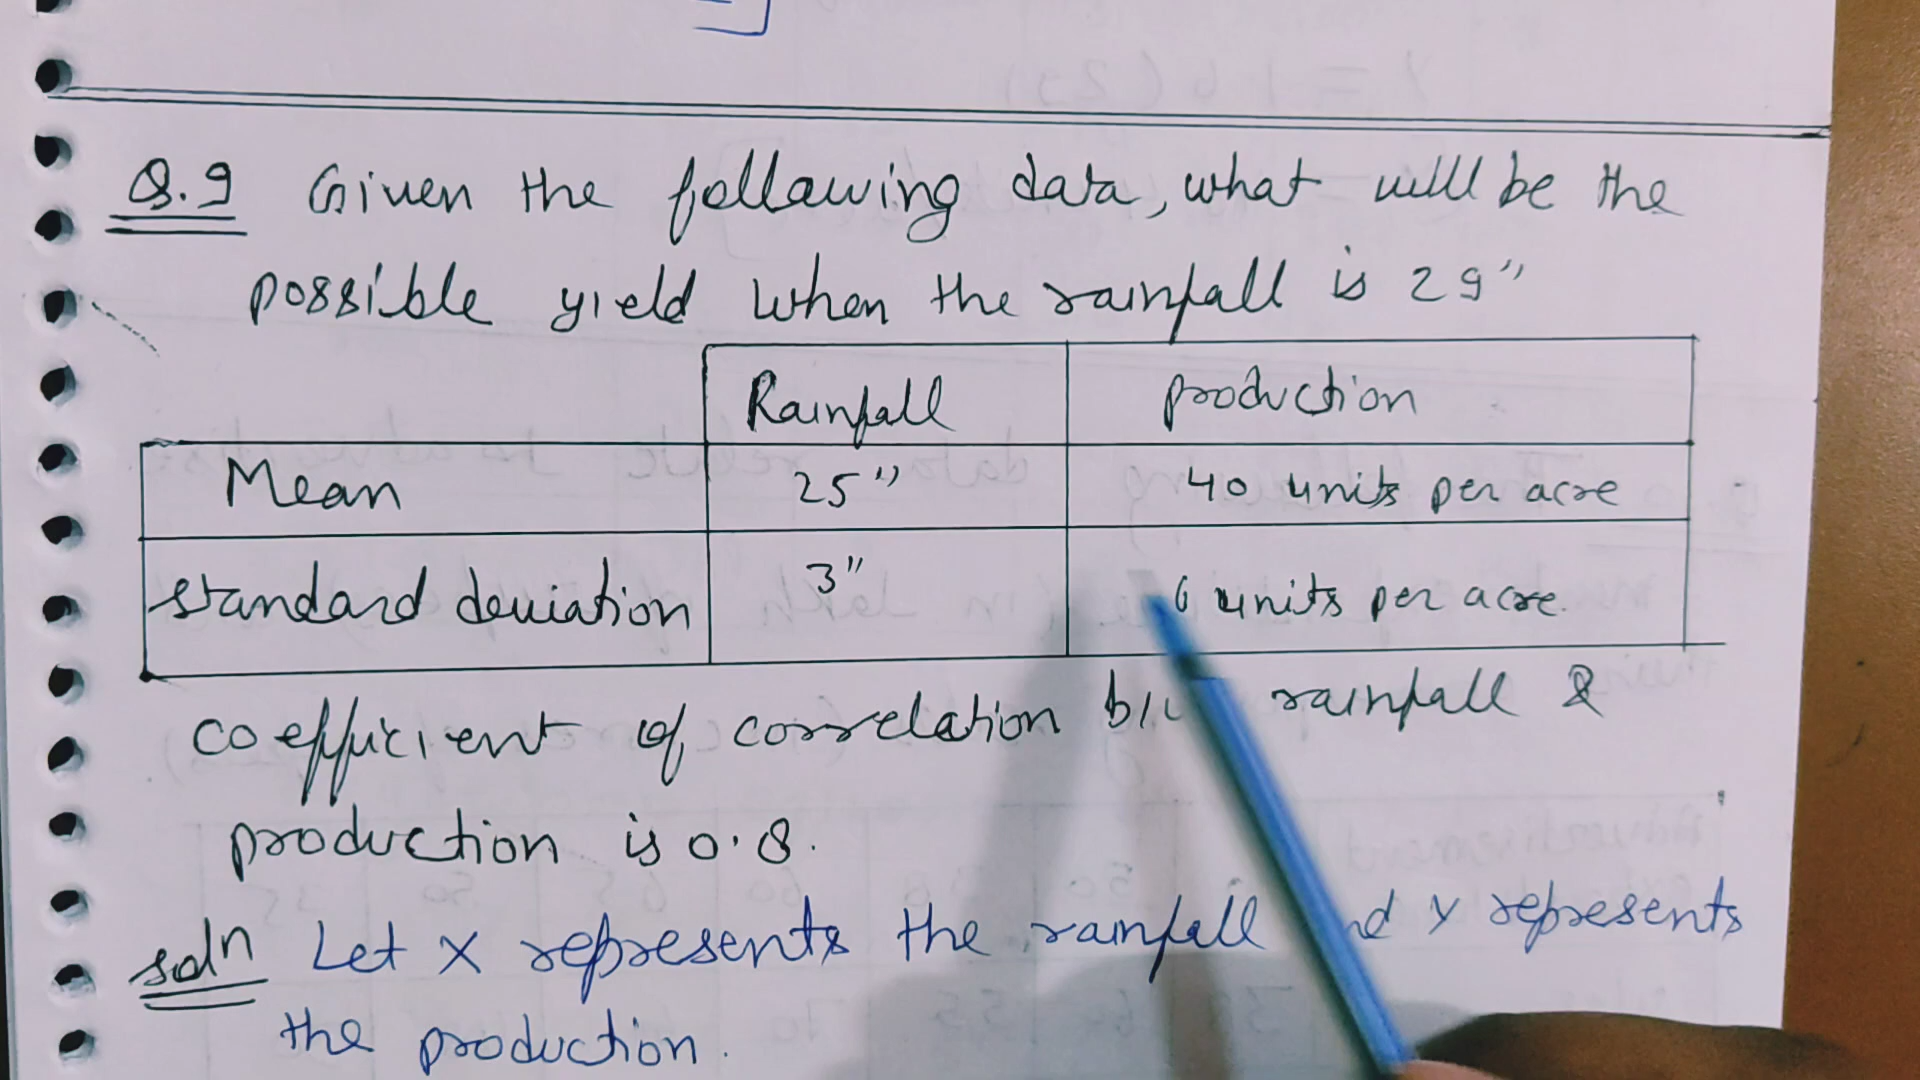 Q.9 Given the following data, what will be the
possible yield when the rainfall is 29"
Rainfall production
Mean 25" 40 units per acre
standard deviation 3" 6 units per acre.
coefficient of correlation rainfall &
production is 0.8.
soln Let X represents the rainfall Y represents
the production.